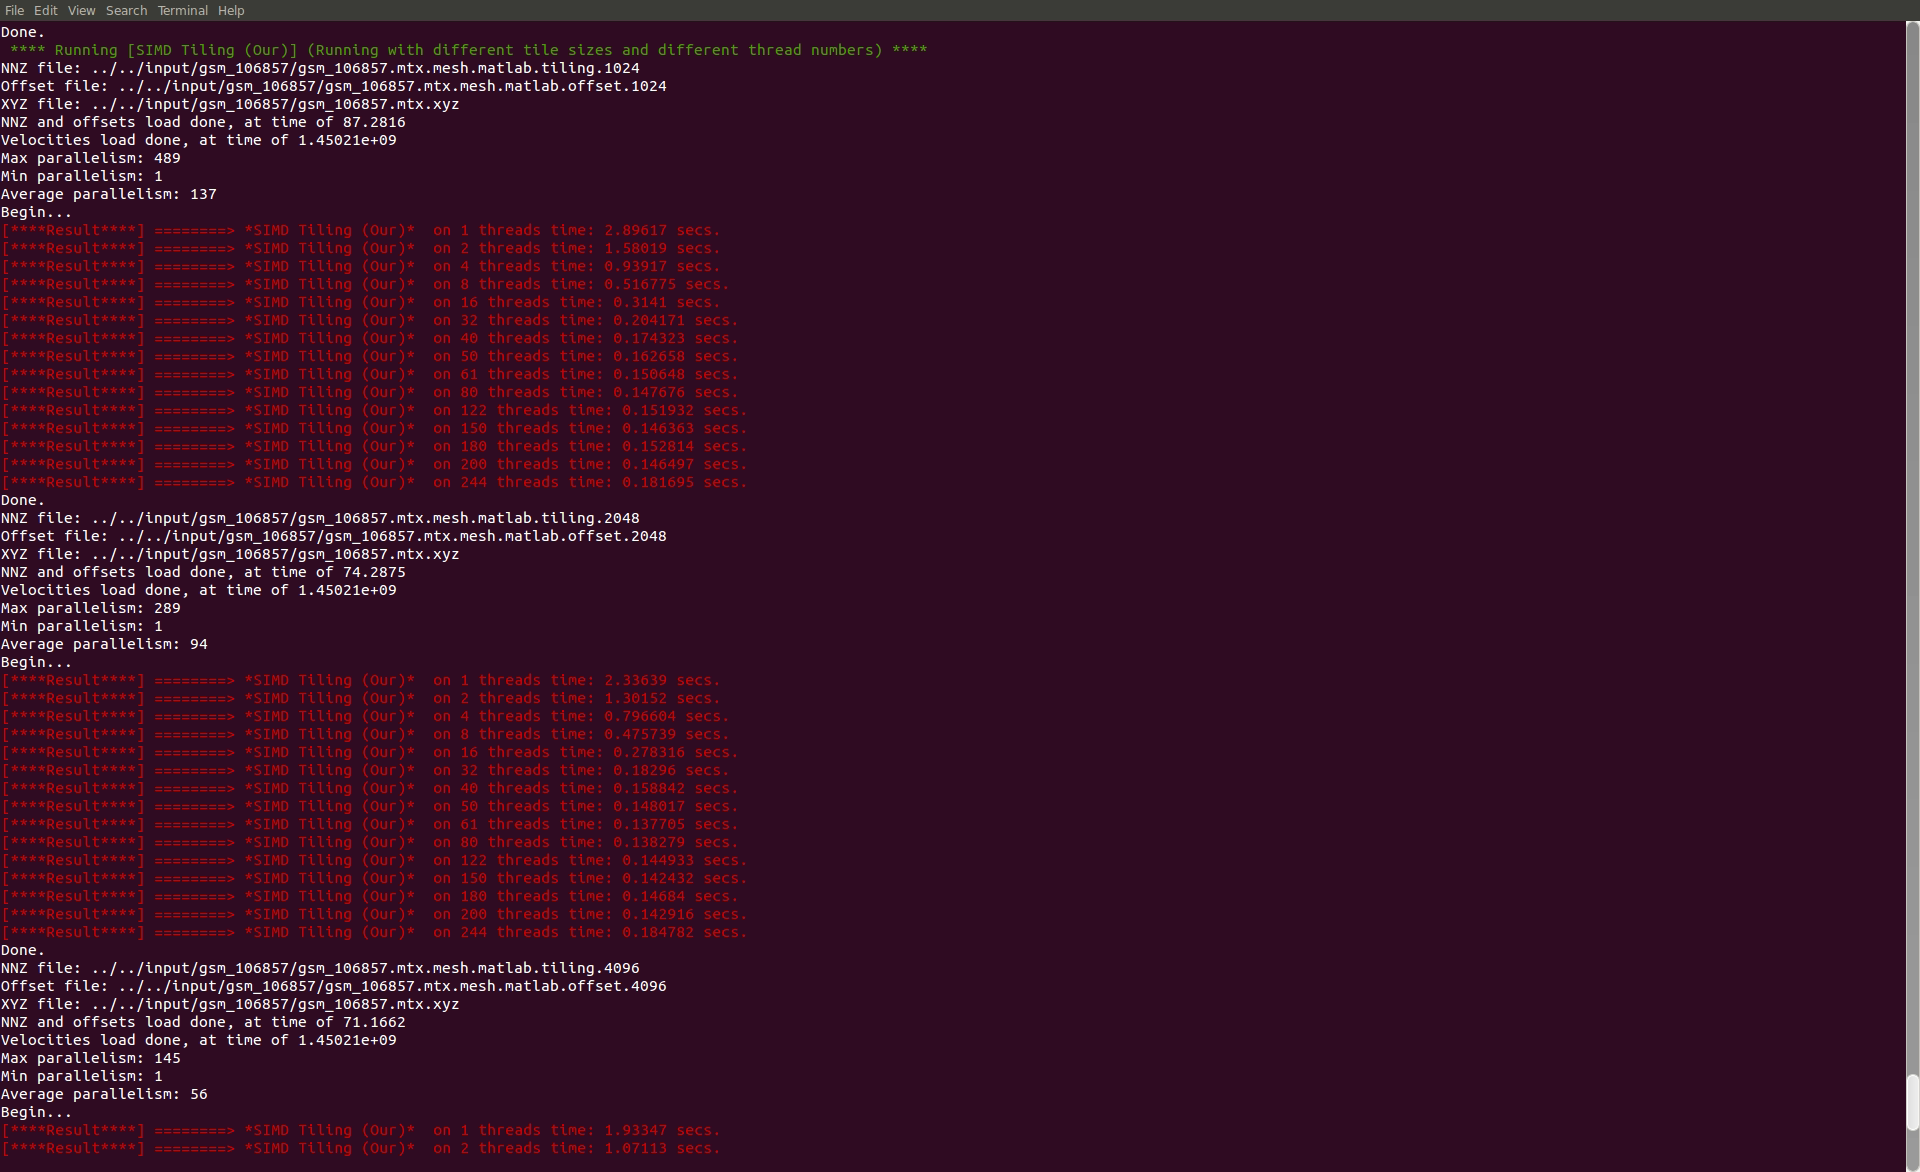 File Edit View Search Terminal Help
Done.
**** Running [SIMD Tiling (Our)] (Running with different tile sizes and different thread numbers) ****
NNZ file: ../../input/gsm_106857/gsm_106857.mtx.mesh.matlab.tiling.1024
Offset file: ../../input/gsm_106857/gsm_106857.mtx.mesh.matlab.offset.1024
XYZ file: ../../input/gsm_106857/gsm_106857.mtx.xyz
NNZ and offsets load done, at time of 87.2816
Velocities load done, at time of 1.45021e+09
Max parallelism: 489
Min parallelism: 1
Average parallelism: 137
Begin...
[****Result****] ========> *SIMD Tiling (Our)*  on 1 threads time: 2.89617 secs.
[****Result****] ========> *SIMD Tiling (Our)*  on 2 threads time: 1.58019 secs.
[****Result****] ========> *SIMD Tiling (Our)*  on 4 threads time: 0.93917 secs.
[****Result****] ========> *SIMD Tiling (Our)*  on 8 threads time: 0.516775 secs.
[****Result****] ========> *SIMD Tiling (Our)*  on 16 threads time: 0.3141 secs.
[****Result****] ========> *SIMD Tiling (Our)*  on 32 threads time: 0.204171 secs.
[****Result****] ========> *SIMD Tiling (Our)*  on 40 threads time: 0.174323 secs.
[****Result****] ========> *SIMD Tiling (Our)*  on 50 threads time: 0.162658 secs.
[****Result****] ========> *SIMD Tiling (Our)*  on 61 threads time: 0.150648 secs.
[****Result****] ========> *SIMD Tiling (Our)*  on 80 threads time: 0.147676 secs.
[****Result****] ========> *SIMD Tiling (Our)*  on 122 threads time: 0.151932 secs.
[****Result****] ========> *SIMD Tiling (Our)*  on 150 threads time: 0.146363 secs.
[****Result****] ========> *SIMD Tiling (Our)*  on 180 threads time: 0.152814 secs.
[****Result****] ========> *SIMD Tiling (Our)*  on 200 threads time: 0.146497 secs.
[****Result****] ========> *SIMD Tiling (Our)*  on 244 threads time: 0.181695 secs.
Done.
NNZ file: ../../input/gsm_106857/gsm_106857.mtx.mesh.matlab.tiling.2048
Offset file: ../../input/gsm_106857/gsm_106857.mtx.mesh.matlab.offset.2048
XYZ file: ../../input/gsm_106857/gsm_106857.mtx.xyz
NNZ and offsets load done, at time of 74.2875
Velocities load done, at time of 1.45021e+09
Max parallelism: 289
Min parallelism: 1
Average parallelism: 94
Begin...
[****Result****] ========> *SIMD Tiling (Our)*  on 1 threads time: 2.33639 secs.
[****Result****] ========> *SIMD Tiling (Our)*  on 2 threads time: 1.30152 secs.
[****Result****] ========> *SIMD Tiling (Our)*  on 4 threads time: 0.796604 secs.
[****Result****] ========> *SIMD Tiling (Our)*  on 8 threads time: 0.475739 secs.
[****Result****] ========> *SIMD Tiling (Our)*  on 16 threads time: 0.278316 secs.
[****Result****] ========> *SIMD Tiling (Our)*  on 32 threads time: 0.18296 secs.
[****Result****] ========> *SIMD Tiling (Our)*  on 40 threads time: 0.158842 secs.
[****Result****] ========> *SIMD Tiling (Our)*  on 50 threads time: 0.148017 secs.
[****Result****] ========> *SIMD Tiling (Our)*  on 61 threads time: 0.137705 secs.
[****Result****] ========> *SIMD Tiling (Our)*  on 80 threads time: 0.138279 secs.
[****Result****] ========> *SIMD Tiling (Our)*  on 122 threads time: 0.144933 secs.
[****Result****] ========> *SIMD Tiling (Our)*  on 150 threads time: 0.142432 secs.
[****Result****] ========> *SIMD Tiling (Our)*  on 180 threads time: 0.14684 secs.
[****Result****] ========> *SIMD Tiling (Our)*  on 200 threads time: 0.142916 secs.
[****Result****] ========> *SIMD Tiling (Our)*  on 244 threads time: 0.184782 secs.
Done.
NNZ file: ../../input/gsm_106857/gsm_106857.mtx.mesh.matlab.tiling.4096
Offset file: ../../input/gsm_106857/gsm_106857.mtx.mesh.matlab.offset.4096
XYZ file: ../../input/gsm_106857/gsm_106857.mtx.xyz
NNZ and offsets load done, at time of 71.1662
Velocities load done, at time of 1.45021e+09
Max parallelism: 145
Min parallelism: 1
Average parallelism: 56
Begin...
[****Result****] ========> *SIMD Tiling (Our)*  on 1 threads time: 1.93347 secs.
[****Result****] ========> *SIMD Tiling (Our)*  on 2 threads time: 1.07113 secs.